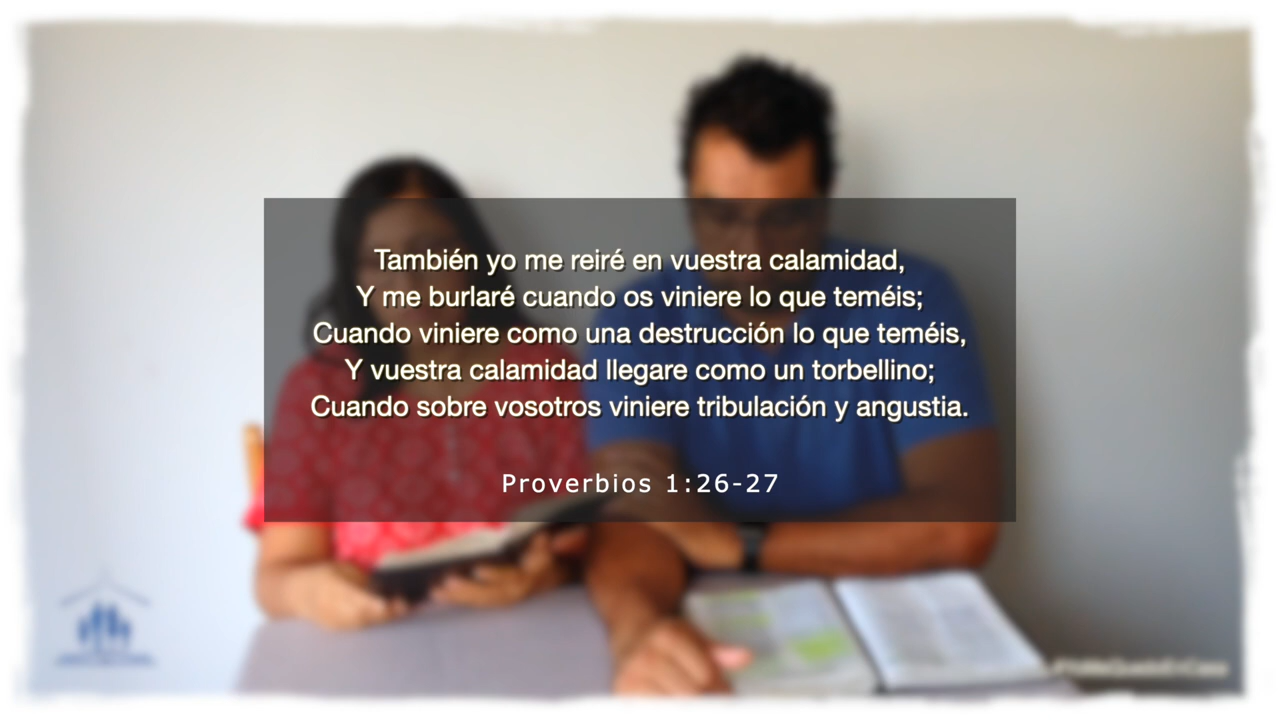 También yo me reiré en vuestra calamidad,
Y me burlaré cuando os viniere lo que teméis;
Cuando viniere como una destrucción lo que teméis,
Y vuestra calamidad llegare como un torbellino;
Cuando sobre vosotros viniere tribulación y angustia.
Proverbios 1:26-27